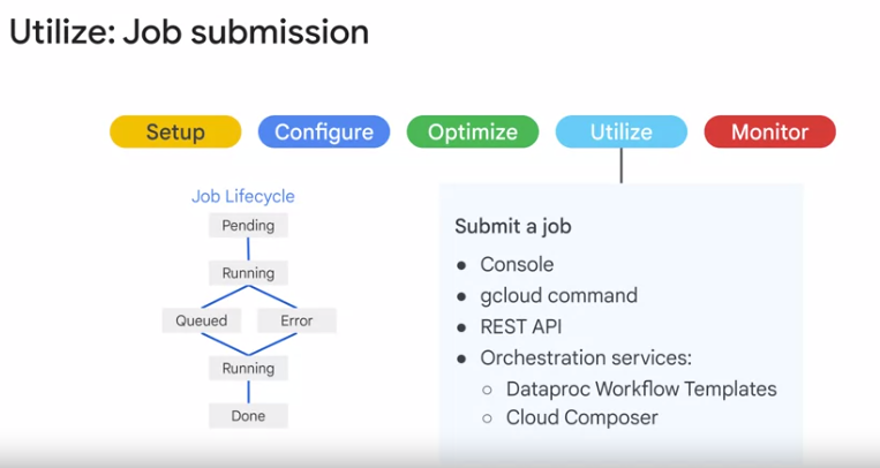 Utilize: Job submission
Setup
Configure
Optimize
Utilize
Monitor
Job Lifecycle
Pending
Running
Queued
Error
Running
Done
Submit a job
● Console
● gcloud command
● REST API
● Orchestration services:
○ Dataproc Workflow Templates
○ Cloud Composer